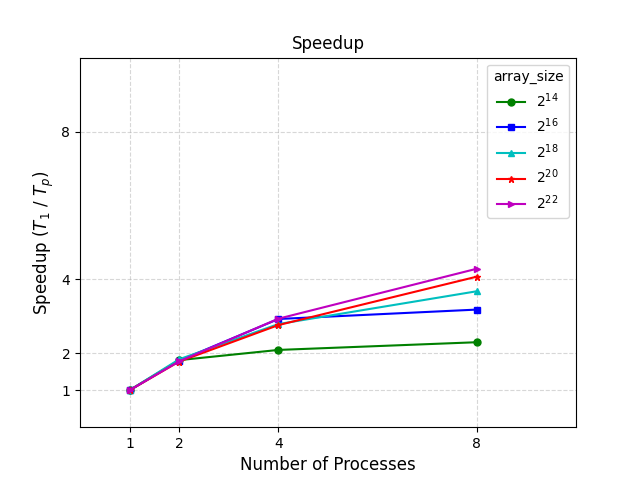 Speedup
array_size
2^14
2^16
2^18
2^20
2^22
8
4
2
1
Speedup (T_1 / T_p)
1 2 4 8
Number of Processes